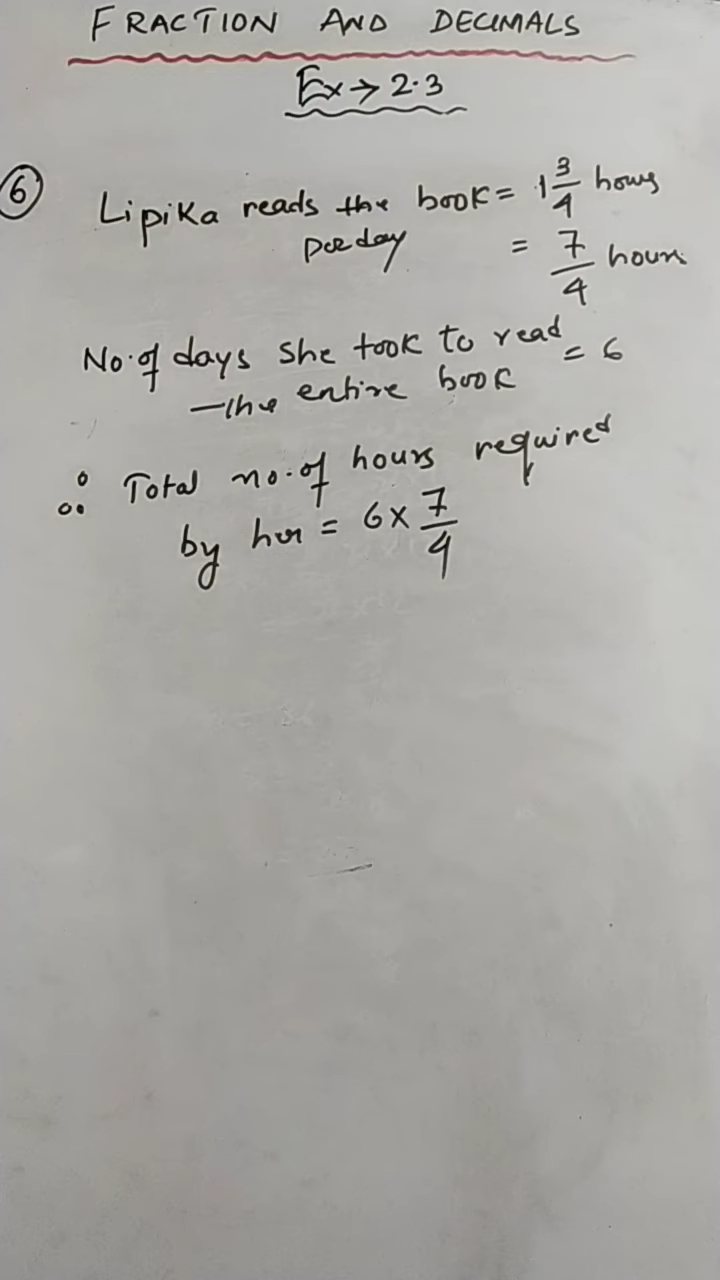 FRACTION AND DECIMALS
Ex → 2.3
6 Lipika reads the book = 1 3/4 hours
per day = 7/4 hours
No. of days she took to read = 6
the entire book
∴ Total no. of hours required
by her = 6 × 7/4